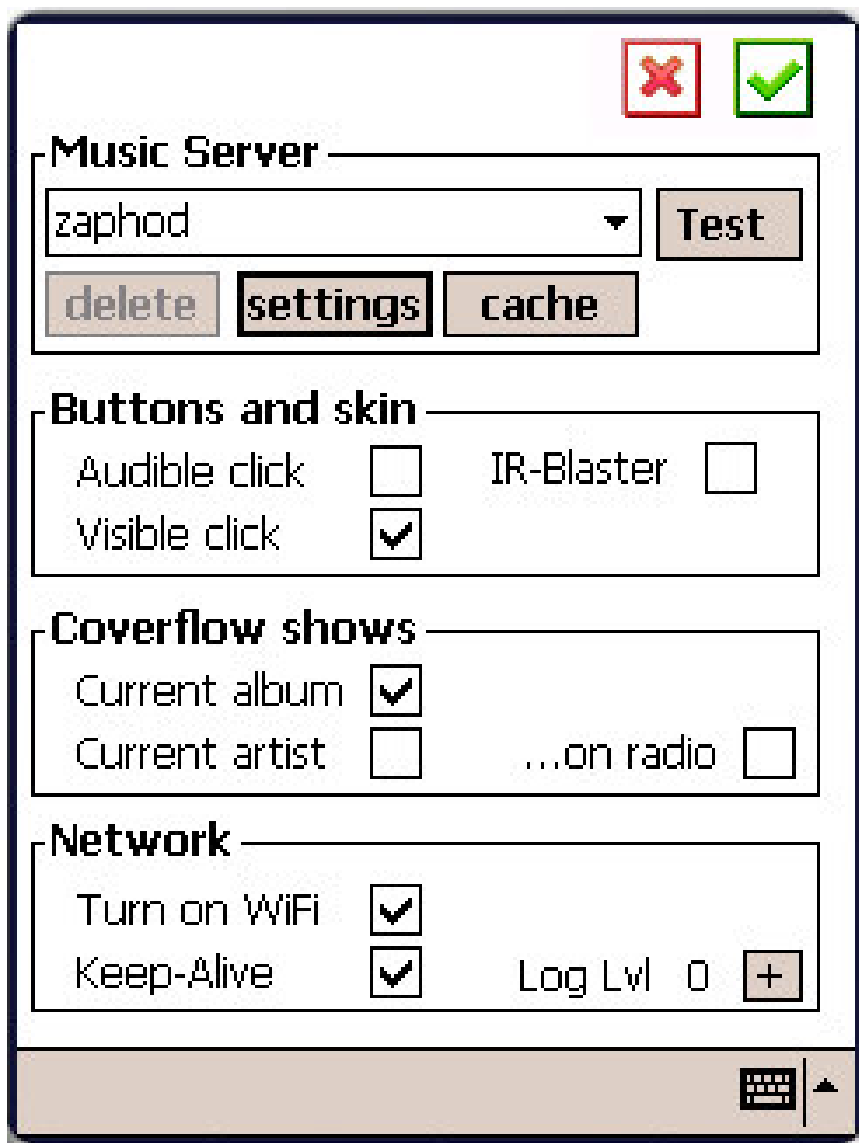 Music Server
zaphod Test
delete settings cache
Buttons and skin
Audible click IR-Blaster
Visible click
Coverflow shows
Current album
Current artist ...on radio
Network
Turn on WiFi
Keep-Alive Log Lvl 0 +